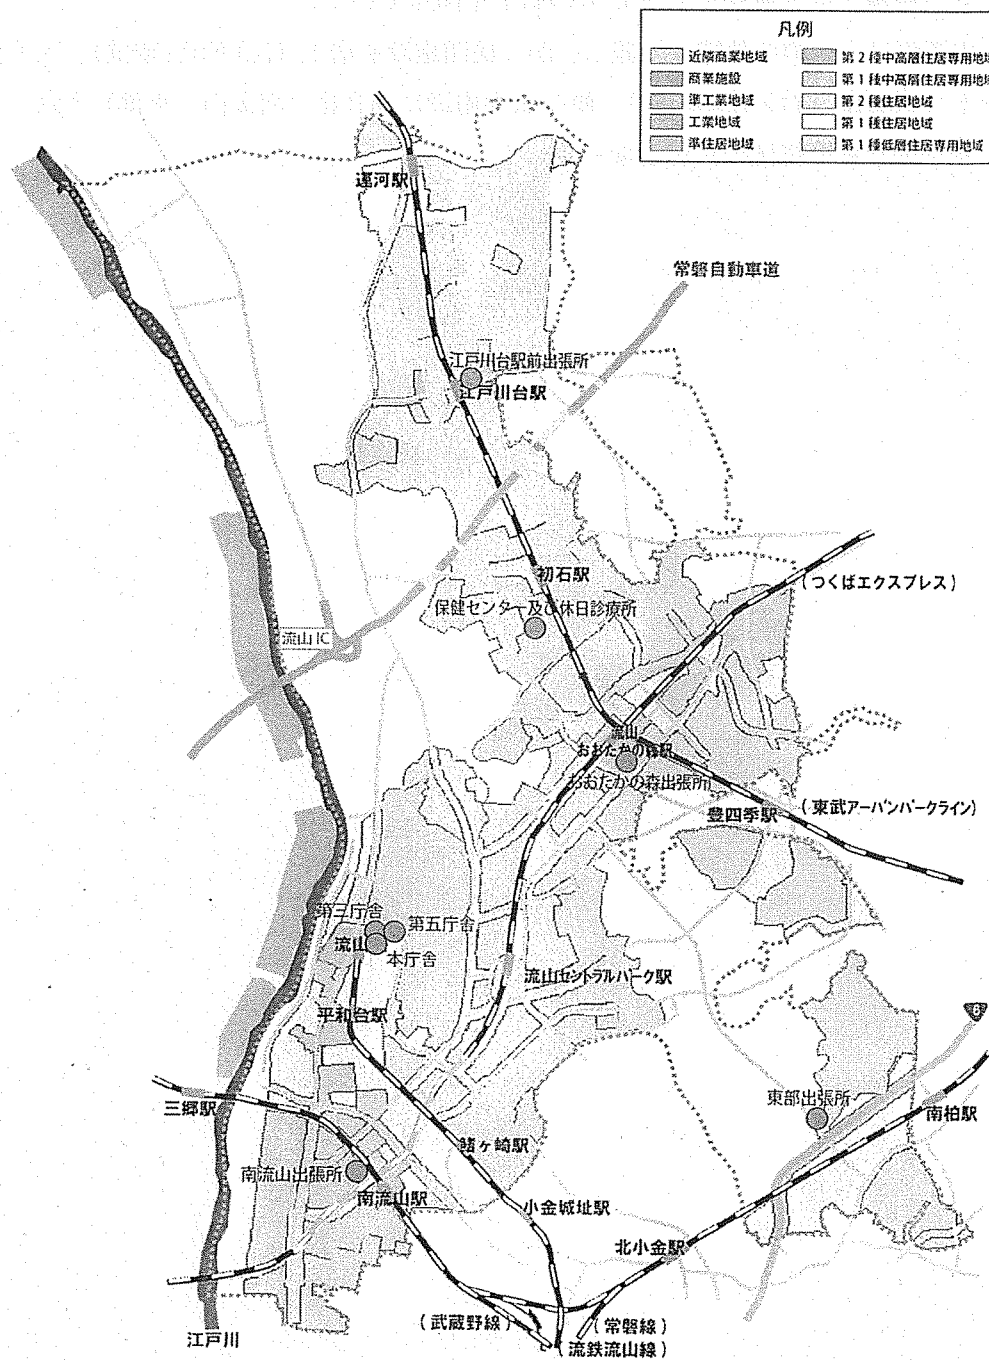 凡例
近隣商業地域
商業施設
準工業地域
工業地域
準住居地域
第2種中高層住居専用地域
第1種中高層住居専用地域
第2種住居地域
第1種住居地域
第1種低層住居専用地域
運河駅
常磐自動車道
江戸川台駅前出張所
江戸川台駅
初石駅
(つくばエクスプレス)
保健センター及び休日診療所
流山IC
流山
おおたかの森駅
おおたかの森出張所
豊四季駅
(東武アーバンパークライン)
第三庁舎
第五庁舎
流山
本庁舎
流山セントラルパーク駅
平和台駅
6
三郷駅
東部出張所
南柏駅
鰭ヶ崎駅
南流山出張所
南流山駅
小金城址駅
北小金駅
(武蔵野線)
(常磐線)
(流鉄流山線)
江戸川